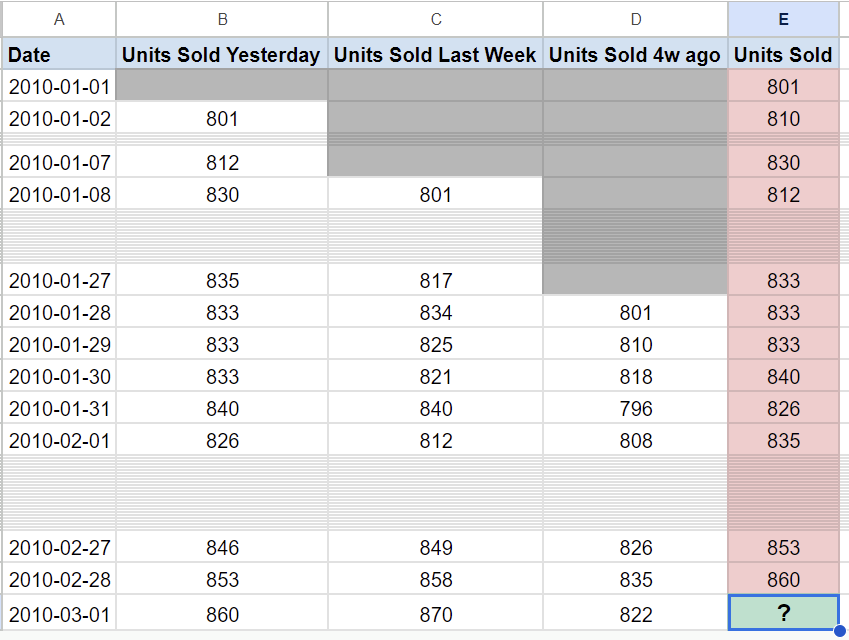 A B C D E
Date Units Sold Yesterday Units Sold Last Week Units Sold 4w ago Units Sold
2010-01-01 801
2010-01-02 801 810
2010-01-07 812 830
2010-01-08 830 801 812
2010-01-27 835 817 833
2010-01-28 833 834 801 833
2010-01-29 833 825 810 833
2010-01-30 833 821 818 840
2010-01-31 840 840 796 826
2010-02-01 826 812 808 835
2010-02-27 846 849 826 853
2010-02-28 853 858 835 860
2010-03-01 860 870 822 ?